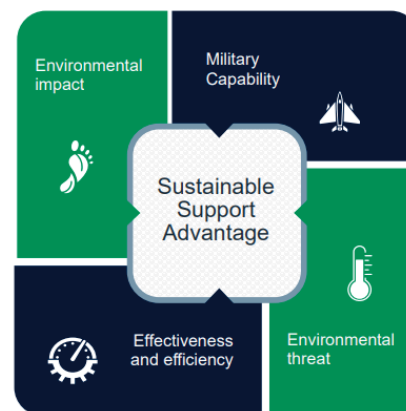 Environmental
impact
Military
Capability
Sustainable
Support
Advantage
Effectiveness
and efficiency
Environmental
threat